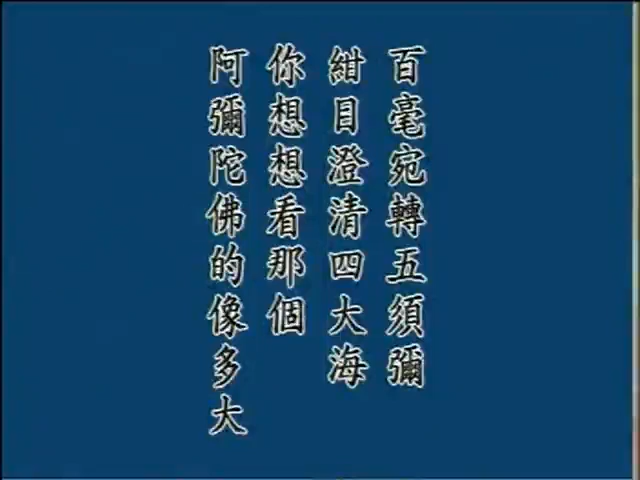 百毫宛轉五須彌
紺目澄清四大海
你想想看那個
阿彌陀佛的像多大